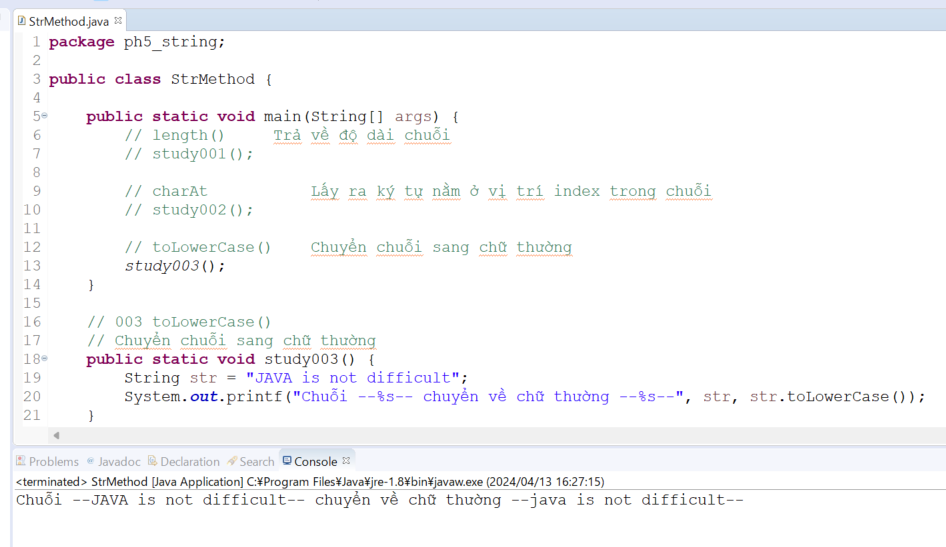 StrMethod.java
1 package ph5_string;
2
3 public class StrMethod {
4
5 public static void main(String[] args) {
6 // length() Trả về độ dài chuỗi
7 // study001();
8
9 // charAt Lấy ra ký tự nằm ở vị trí index trong chuỗi
10 // study002();
11
12 // toLowerCase() Chuyển chuỗi sang chữ thường
13 study003();
14 }
15
16 // 003 toLowerCase()
17 // Chuyển chuỗi sang chữ thường
18 public static void study003() {
19 String str = "JAVA is not difficult";
20 System.out.printf("Chuỗi --%s-- chuyển về chữ thường --%s--", str, str.toLowerCase());
21 }
Problems Javadoc Declaration Search Console
<terminated> StrMethod [Java Application] C:¥Program Files¥Java¥jre-1.8¥bin¥javaw.exe (2024/04/13 16:27:15)
Chuỗi --JAVA is not difficult-- chuyển về chữ thường --java is not difficult--